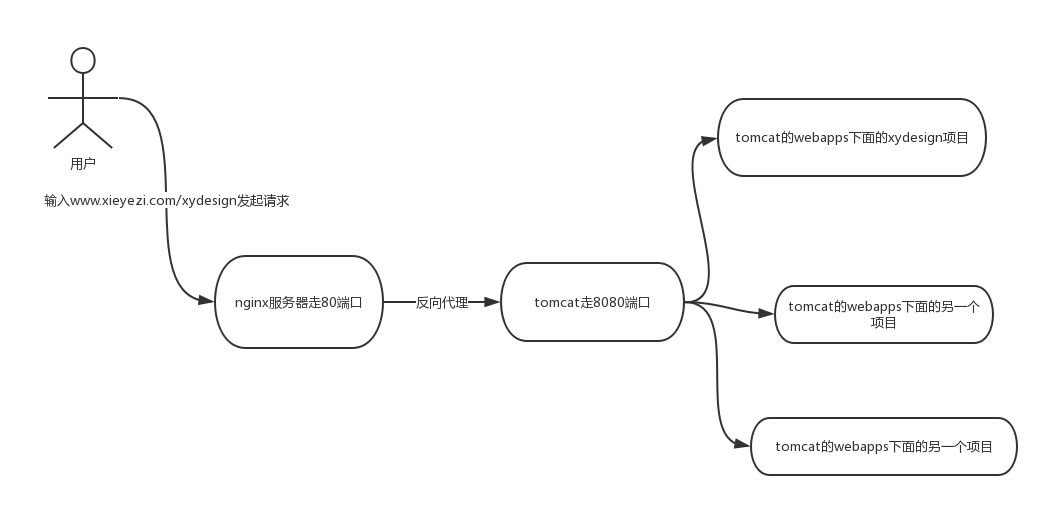 用户
输入www.xieyezi.com/xydesign发起请求
nginx服务器走80端口
反向代理
tomcat走8080端口
tomcat的webapps下面的xydesign项目
tomcat的webapps下面的另一个
项目
tomcat的webapps下面的另一个项目